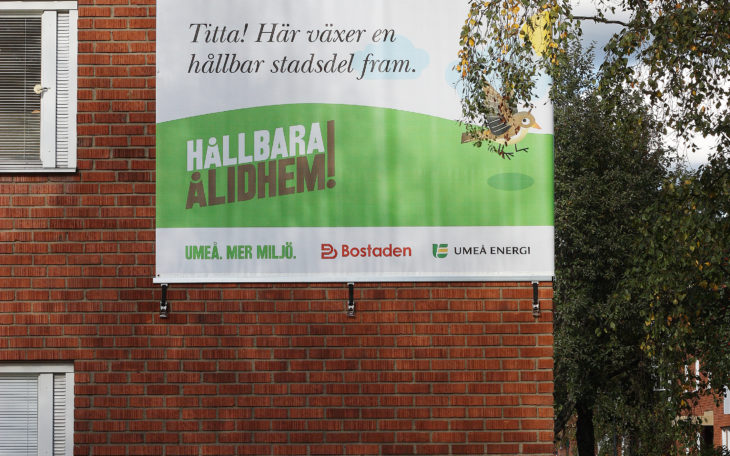 Titta! Här växer en
hållbar stadsdel fram.
HÅLLBARA
ÅLIDHEM!
UMEÅ. MER MILJÖ.
Bostaden
UMEÅ ENERGI